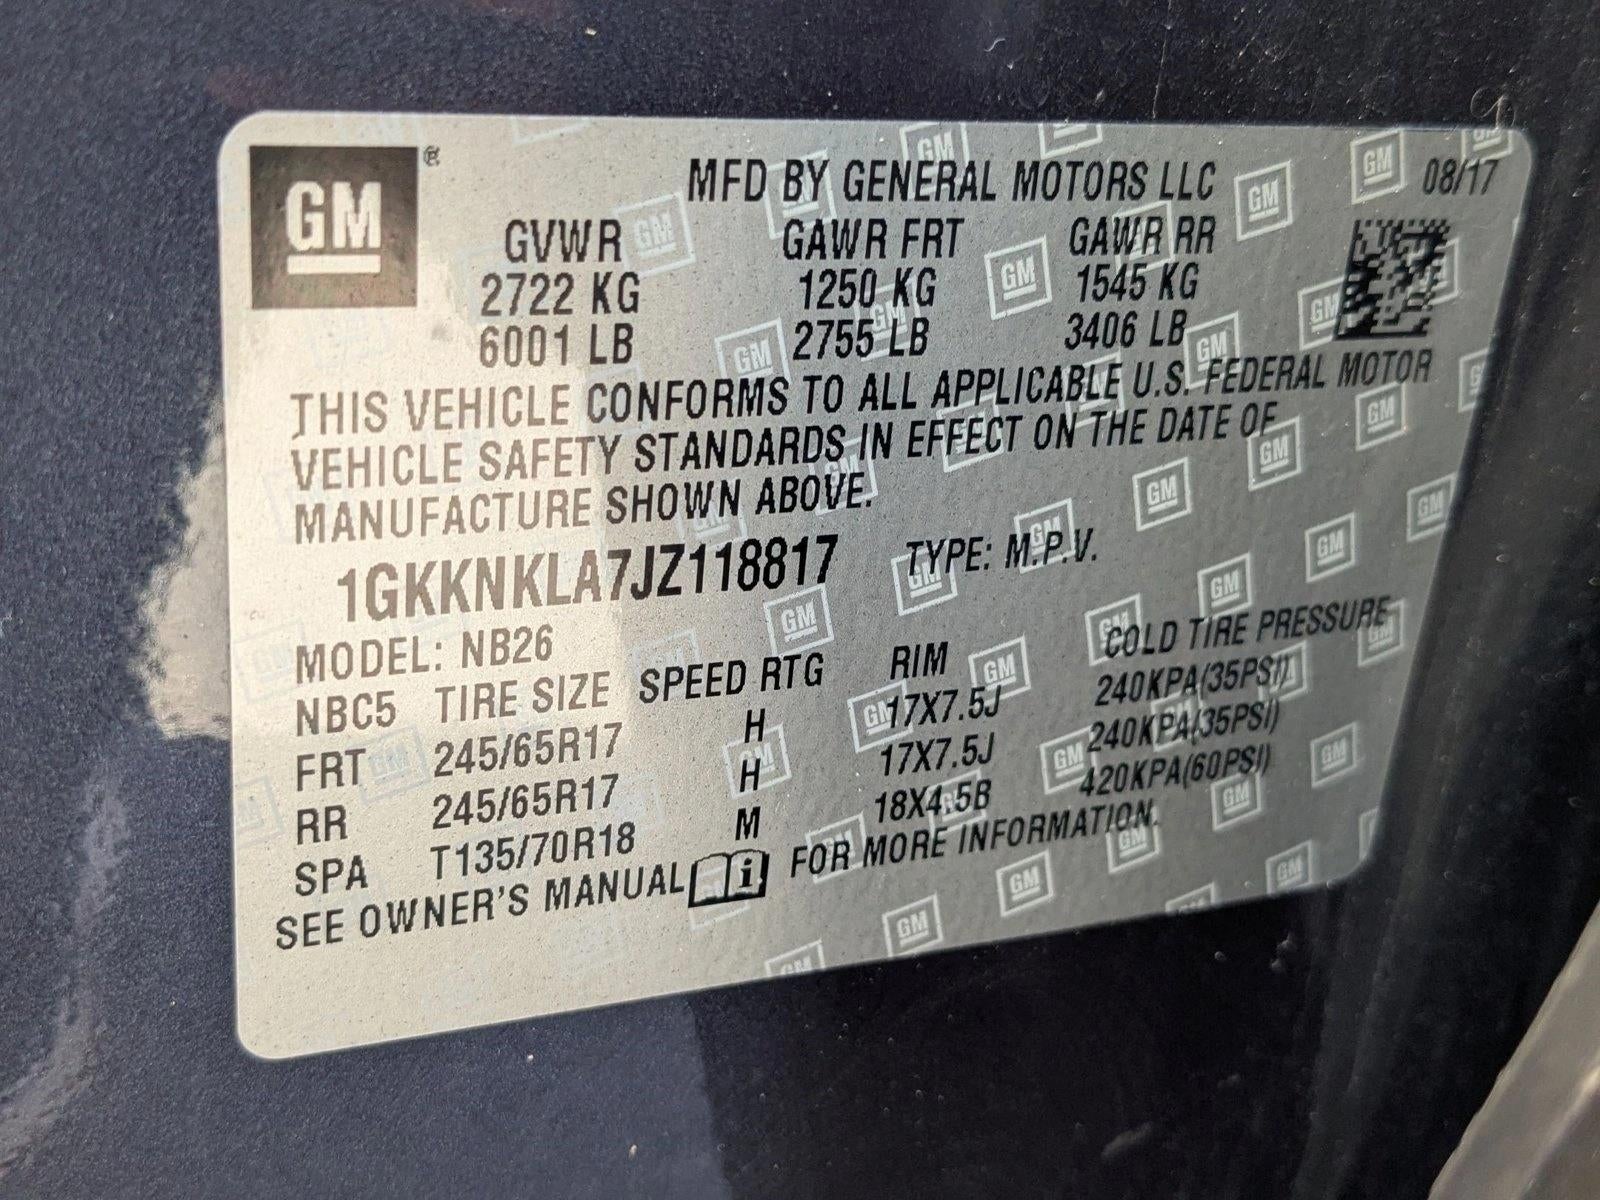 GM ®
MFD BY GENERAL MOTORS LLC 08/17
GVWR GAWR FRT GAWR RR
2722 KG 1250 KG 1545 KG
6001 LB 2755 LB 3406 LB
THIS VEHICLE CONFORMS TO ALL APPLICABLE U.S. FEDERAL MOTOR
VEHICLE SAFETY STANDARDS IN EFFECT ON THE DATE OF
MANUFACTURE SHOWN ABOVE.
1GKKNKLA7JZ118817 TYPE: M.P.V.
MODEL: NB26
NBC5 TIRE SIZE SPEED RTG RIM COLD TIRE PRESSURE
FRT 245/65R17 H 17X7.5J 240KPA(35PSI)
RR 245/65R17 H 17X7.5J 240KPA(35PSI)
SPA T135/70R18 M 18X4.5B 420KPA(60PSI)
SEE OWNER'S MANUAL i FOR MORE INFORMATION.